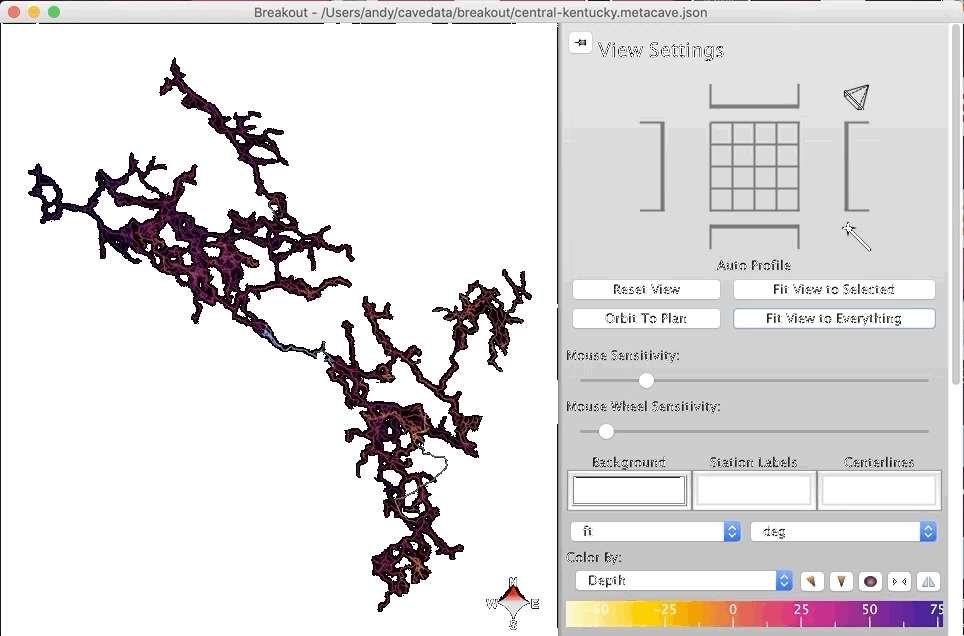 Breakout - /Users/andy/cavedata/breakout/central-kentucky.metacave.json
View Settings
Auto Profile
Reset View Fit View to Selected
Orbit To Plan Fit View to Everything
Mouse Sensitivity:
Mouse Wheel Sensitivity:
Background Station Labels Centerlines
ft deg
Color By:
Depth
-50 -25 0 25 50 75
N
W E
S